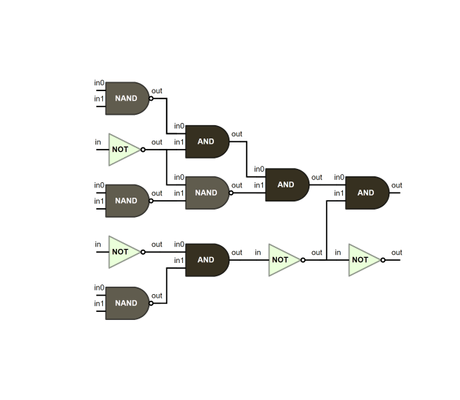 in0 out
in1 NAND
in0 out
in NOT out in1 AND
in0 out in0 out
in0 out in0 out in1 AND in1 AND out
in1 NAND in1 NAND
in NOT out in0 out in out in out
in1 AND NOT NOT
in0 out
in1 NAND